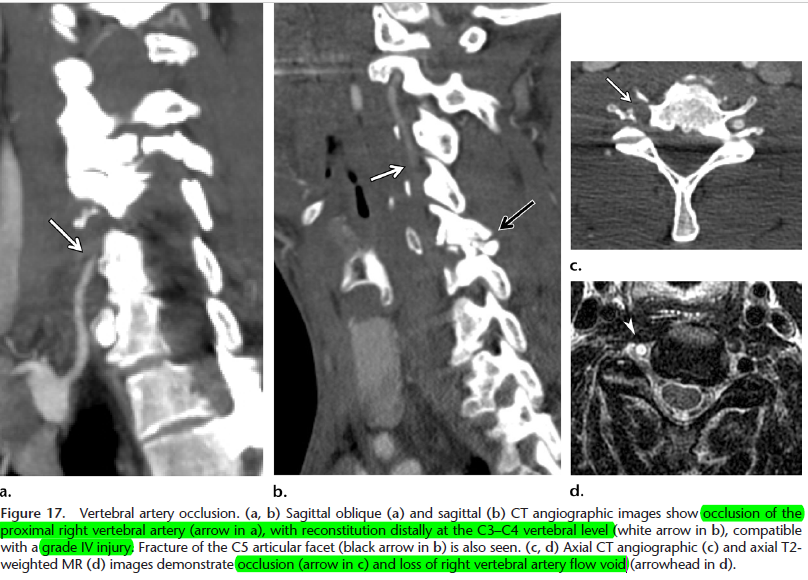 c.
a.
b.
d.
Figure 17. Vertebral artery occlusion. (a, b) Sagittal oblique (a) and sagittal (b) CT angiographic images show occlusion of the
proximal right vertebral artery (arrow in a), with reconstitution distally at the C3–C4 vertebral level (white arrow in b), compatible
with a grade IV injury. Fracture of the C5 articular facet (black arrow in b) is also seen. (c, d) Axial CT angiographic (c) and axial T2-
weighted MR (d) images demonstrate occlusion (arrow in c) and loss of right vertebral artery flow void (arrowhead in d).